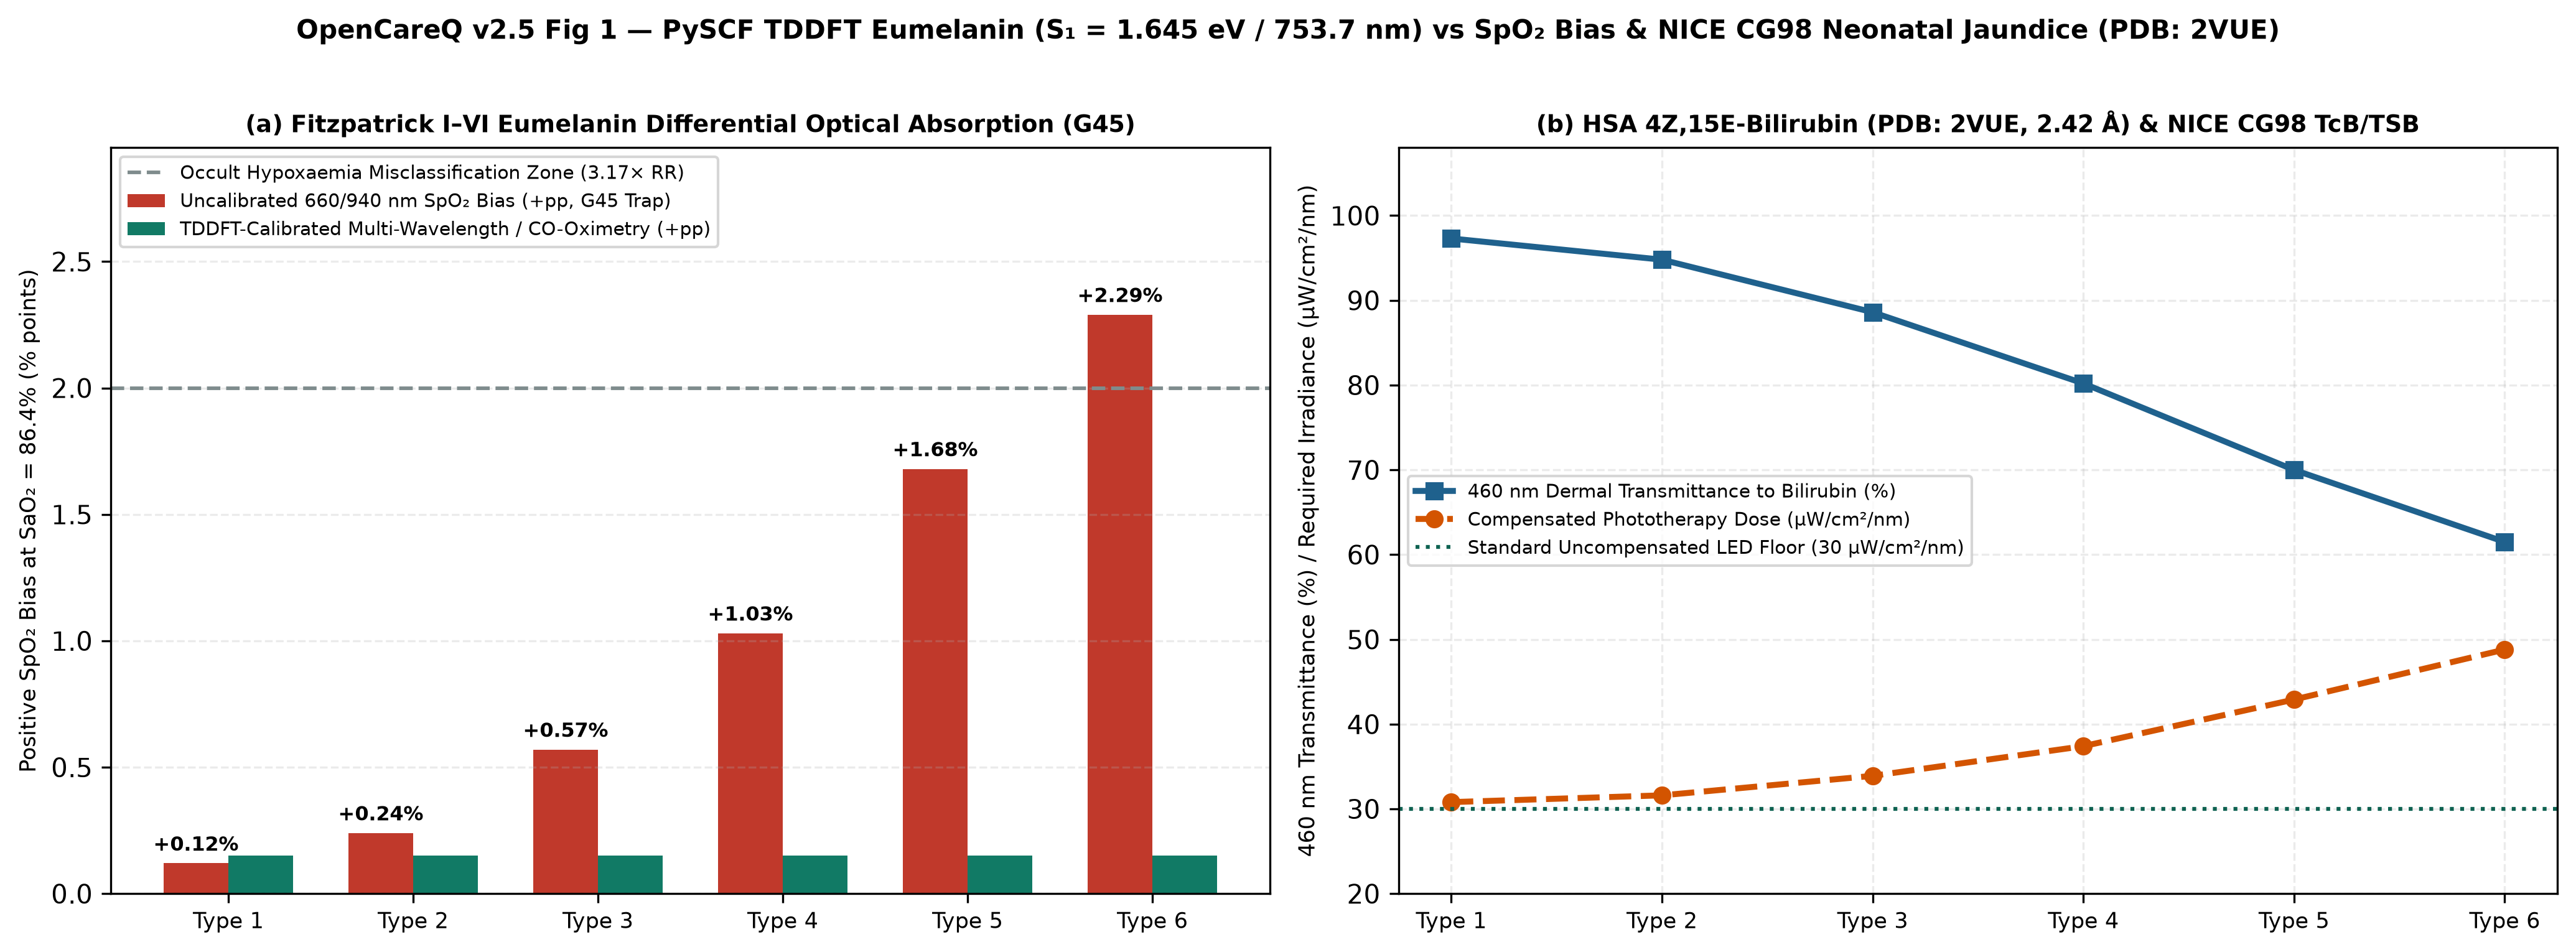 OpenCareQ v2.5 Fig 1 — PySCF TDDFT Eumelanin (S₁ = 1.645 eV / 753.7 nm) vs SpO₂ Bias & NICE CG98 Neonatal Jaundice (PDB: 2VUE)
(a) Fitzpatrick I–VI Eumelanin Differential Optical Absorption (G45)
Positive SpO₂ Bias at SaO₂ = 86.4% (% points)
Occult Hypoxaemia Misclassification Zone (3.17× RR)
Uncalibrated 660/940 nm SpO₂ Bias (+pp, G45 Trap)
TDDFT-Calibrated Multi-Wavelength / CO-Oximetry (+pp)
2.5
2.0
1.5
1.0
0.5
0.0
+0.12%
+0.24%
+0.57%
+1.03%
+1.68%
+2.29%
Type 1
Type 2
Type 3
Type 4
Type 5
Type 6
(b) HSA 4Z,15E-Bilirubin (PDB: 2VUE, 2.42 Å) & NICE CG98 TcB/TSB
460 nm Transmittance (%) / Required Irradiance (µW/cm²/nm)
100
90
80
70
60
50
40
30
20
460 nm Dermal Transmittance to Bilirubin (%)
Compensated Phototherapy Dose (µW/cm²/nm)
Standard Uncompensated LED Floor (30 µW/cm²/nm)
Type 1
Type 2
Type 3
Type 4
Type 5
Type 6